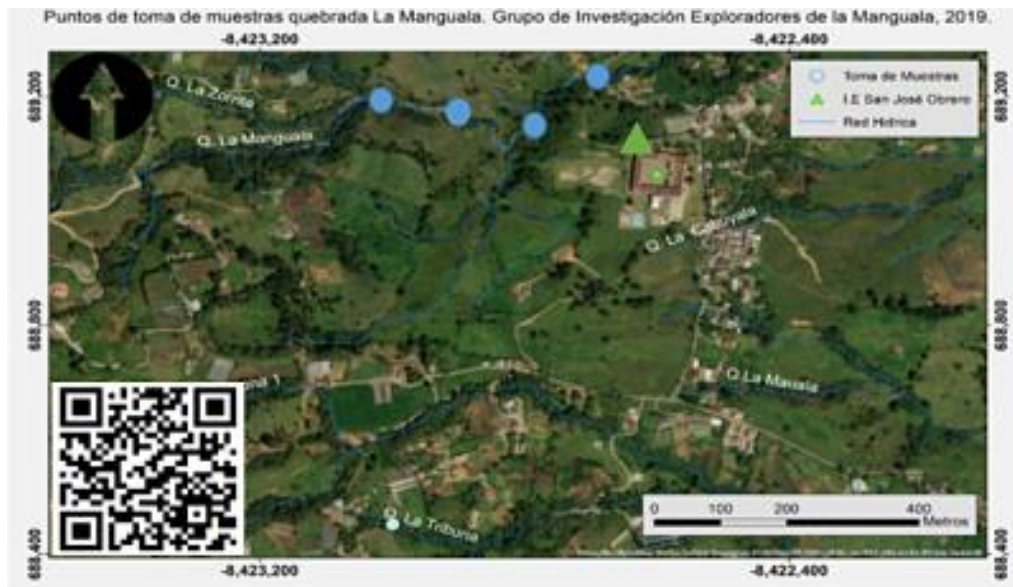 Puntos de toma de muestras quebrada La Manguala. Grupo de Investigación Exploradores de la Manguala, 2019.
-8,423,200
-8,422,400
689,200
689,200
Q. La Zorrita
Q. La Manguala
Toma de Muestras
I.E San José Obrero
Red Hídrica
Q. La
688,800
688,800
Q.La
Q. La Tribuna
0 100 200 400
Metros
688,400
688,400
-8,423,200
-8,422,400